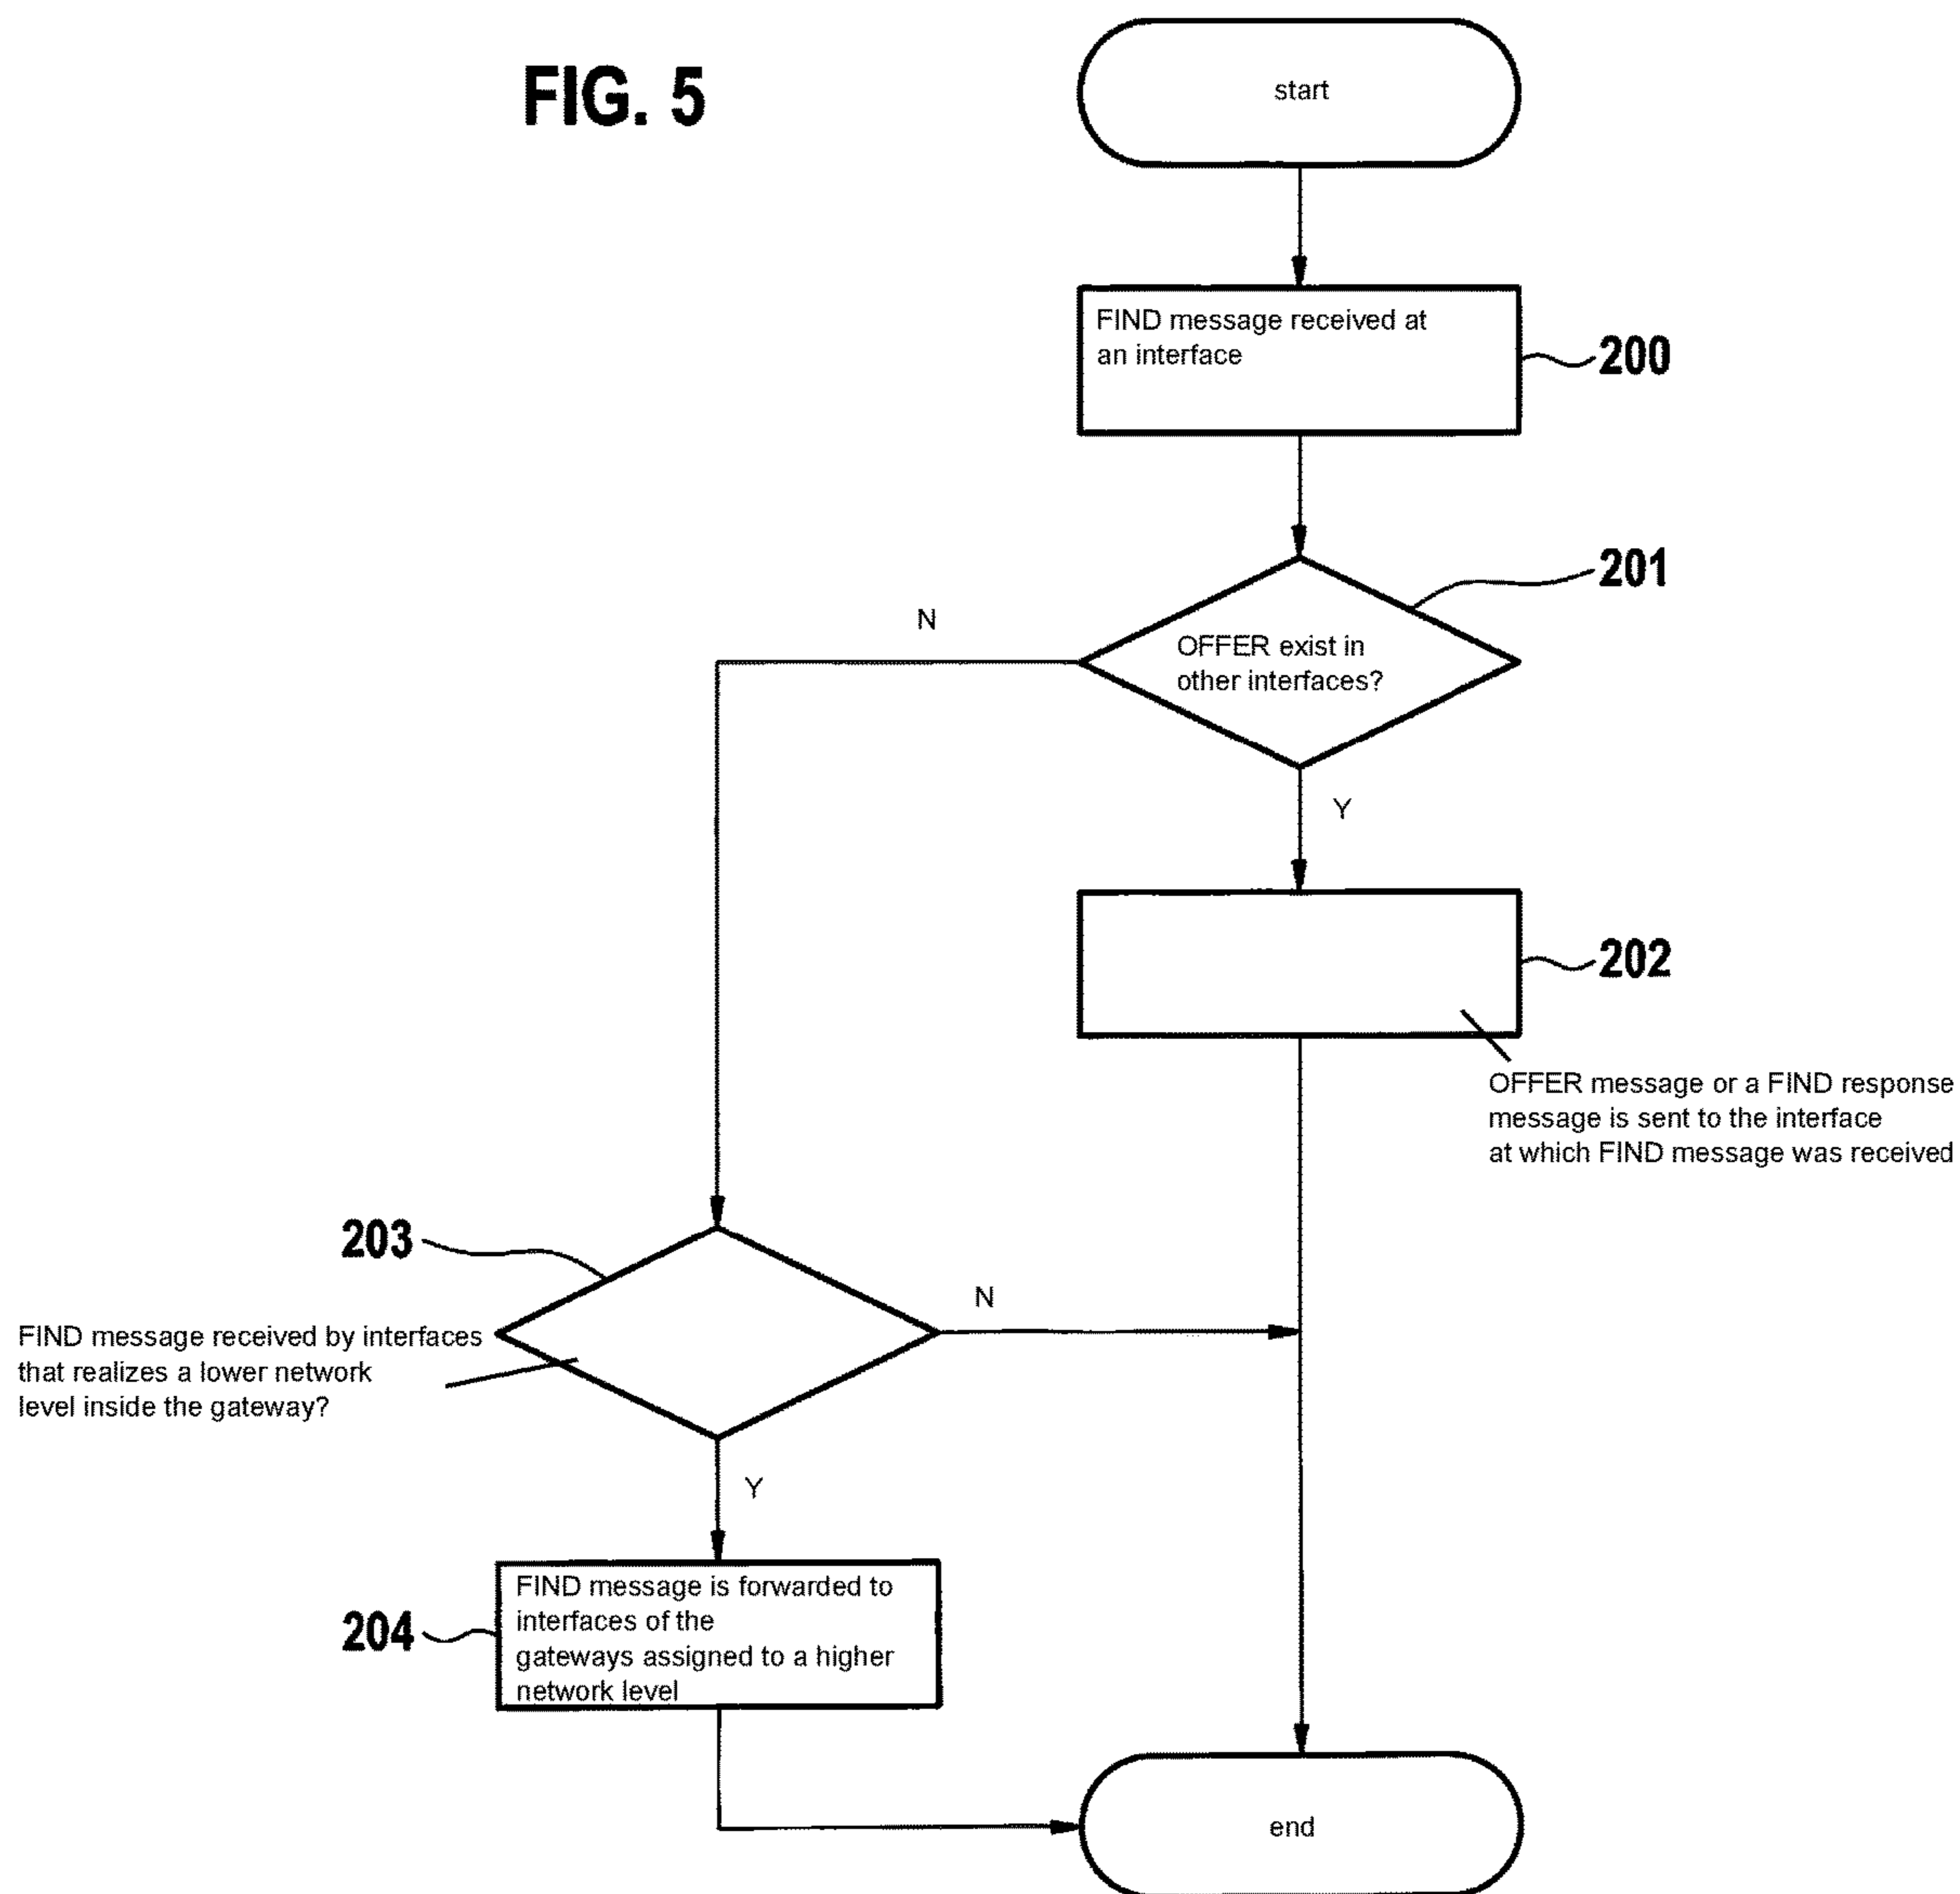 FIG. 5
start
FIND message received at
an interface
200
201
N
OFFER exist in
other interfaces?
Y
202
OFFER message or a FIND response
message is sent to the interface
at which FIND message was received
203
N
FIND message received by interfaces
that realizes a lower network
level inside the gateway?
Y
FIND message is forwarded to
interfaces of the
gateways assigned to a higher
network level
204
end